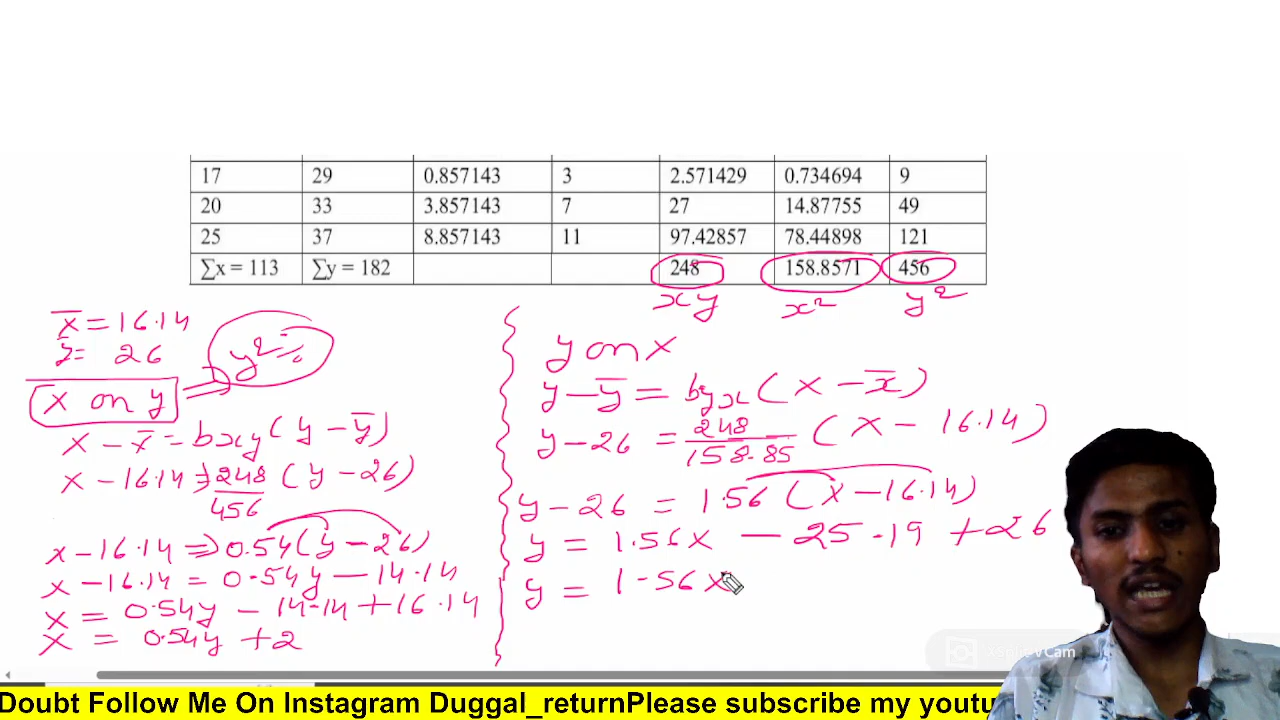 17 29 0.857143 3 2.571429 0.734694 9
20 33 3.857143 7 27 14.87755 49
25 37 8.857143 11 97.42857 78.44898 121
∑x = 113 ∑y = 182 248 158.8571 456
xy x² y²
x̄ = 16.14
ȳ = 26
y² =
x on y
x - x̄ = bxy (y - ȳ)
x - 16.14 = 248/456 (y - 26)
x - 16.14 => 0.54 (y - 26)
x - 16.14 = 0.54y - 14.14
x = 0.54y - 14.14 + 16.14
x = 0.54y + 2
y on x
y - ȳ = byx (x - x̄)
y - 26 = 248/158.85 (x - 16.14)
y - 26 = 1.56 (x - 16.14)
y = 1.56x - 25.19 + 26
y = 1.56x
Doubt Follow Me On Instagram Duggal_returnPlease subscribe my youtu